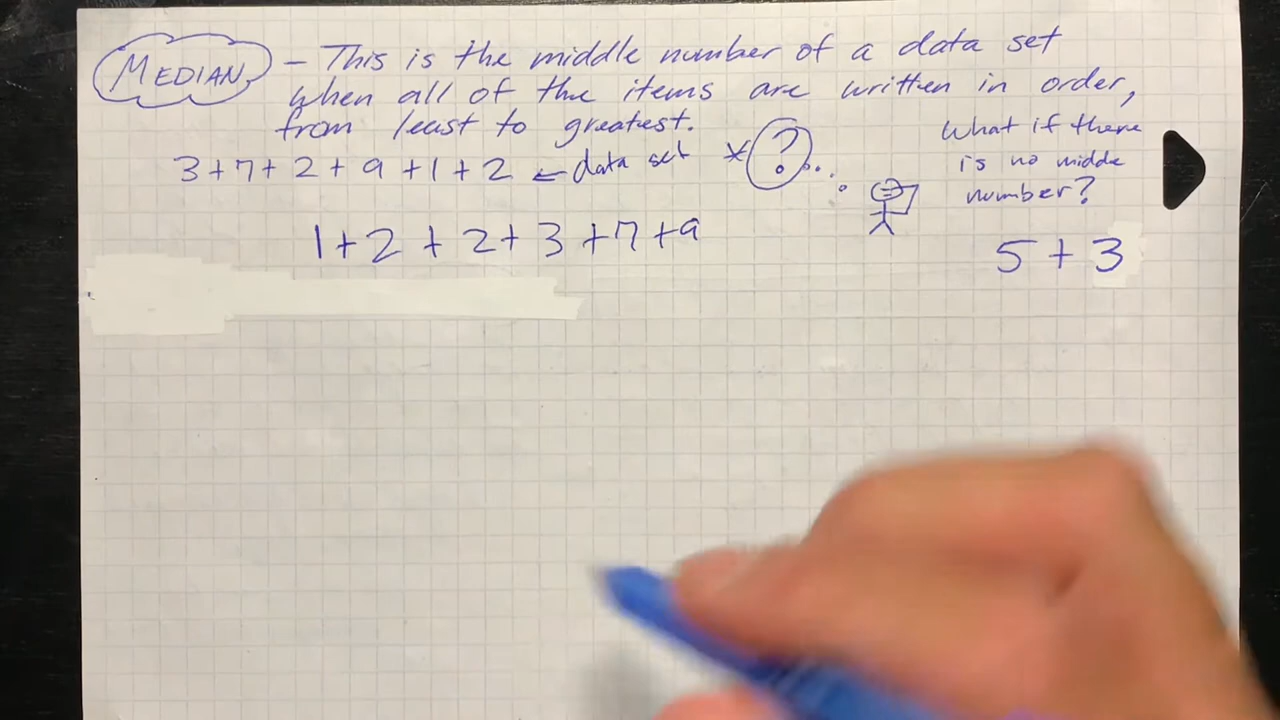 MEDIAN - This is the middle number of a data set
when all of the items are written in order,
from least to greatest.
3+7+2+9+1+2 ← data set * ?...
What if there
is no midde
number?
1+2+2+3+7+9
5+3